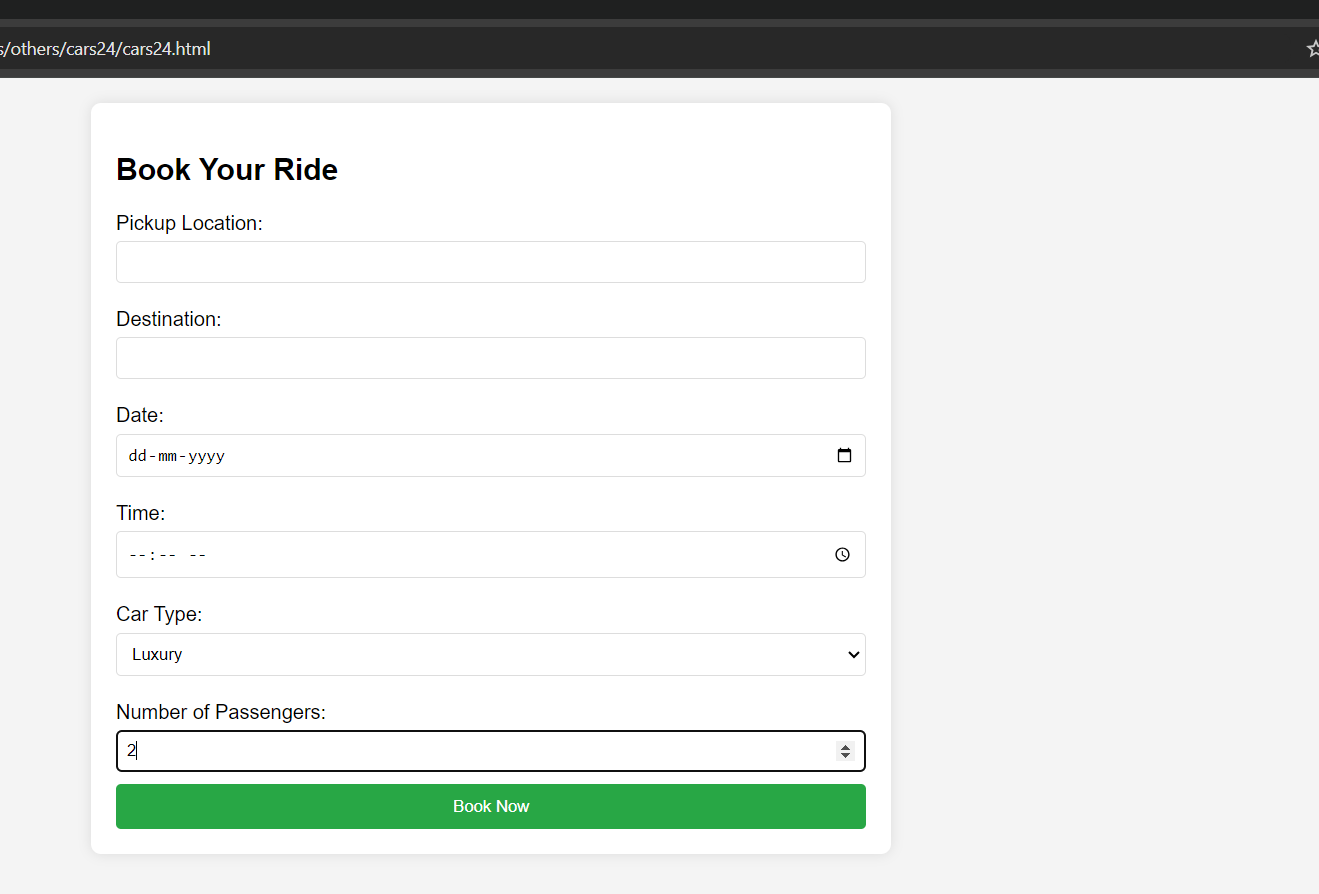 s/others/cars24/cars24.html
Book Your Ride
Pickup Location:
Destination:
Date:
dd-mm-yyyy
Time:
--:-- --
Car Type:
Luxury
Number of Passengers:
2
Book Now